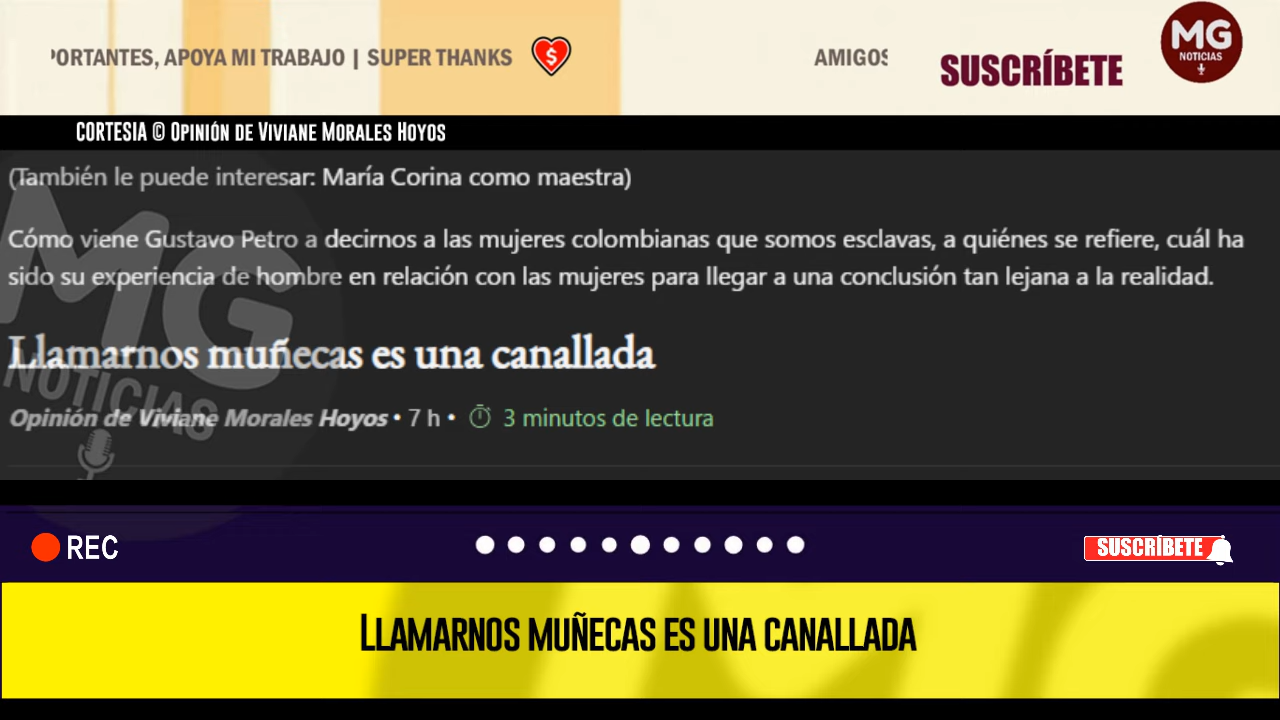 PORTANTES, APOYA MI TRABAJO | SUPER THANKS
$
AMIGOS
SUSCRÍBETE
MG
NOTICIAS
CORTESIA © OPINIÓN DE VIVIANE MORALES HOYOS
(También le puede interesar: María Corina como maestra)
Cómo viene Gustavo Petro a decirnos a las mujeres colombianas que somos esclavas, a quiénes se refiere, cuál ha
sido su experiencia de hombre en relación con las mujeres para llegar a una conclusión tan lejana a la realidad.
Llamarnos muñecas es una canallada
Opinión de Viviane Morales Hoyos • 7 h • 3 minutos de lectura
MG
NOTICIAS
REC
SUSCRÍBETE
LLAMARNOS MUÑECAS ES UNA CANALLADA